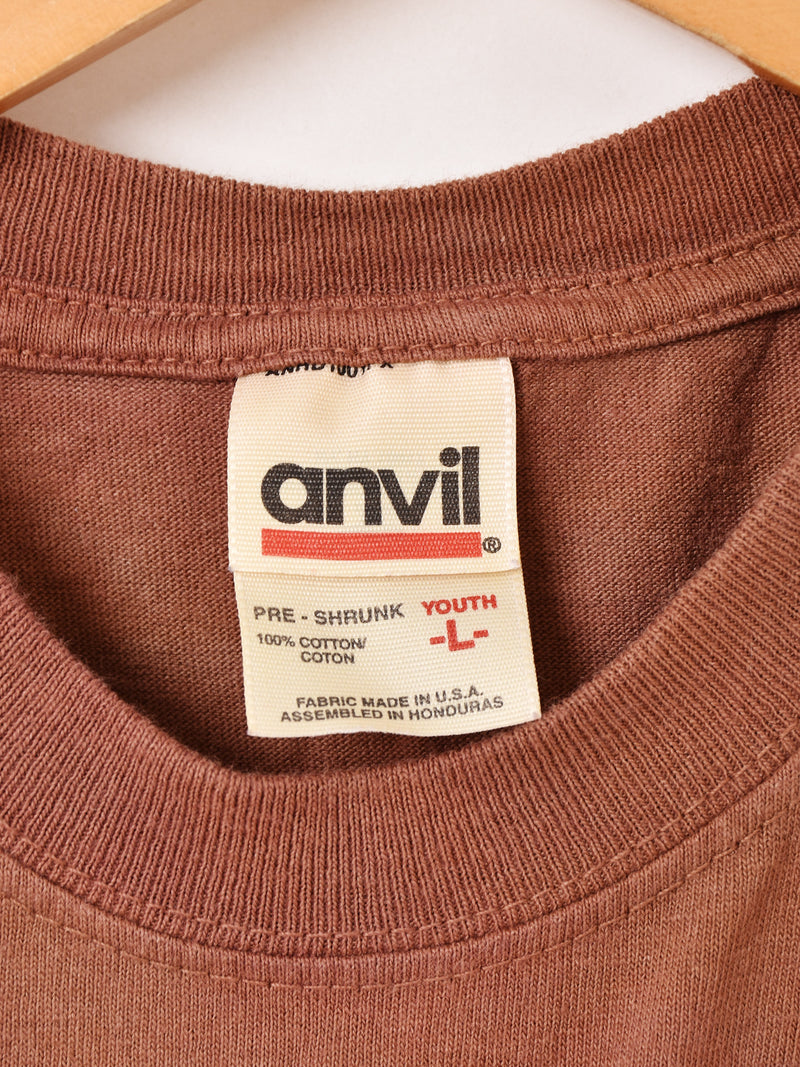 anvil
®
PRE - SHRUNK
100% COTTON/
COTON
YOUTH
-L-
FABRIC MADE IN U.S.A.
ASSEMBLED IN HONDURAS